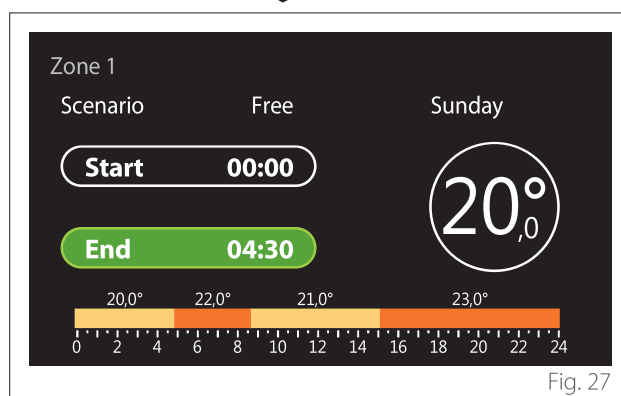 Zone 1
Scenario Free Sunday
Start 00:00
20,0°
End 04:30
20,0° 22,0° 21,0° 23,0°
0 2 4 6 8 10 12 14 16 18 20 22 24
Fig. 27